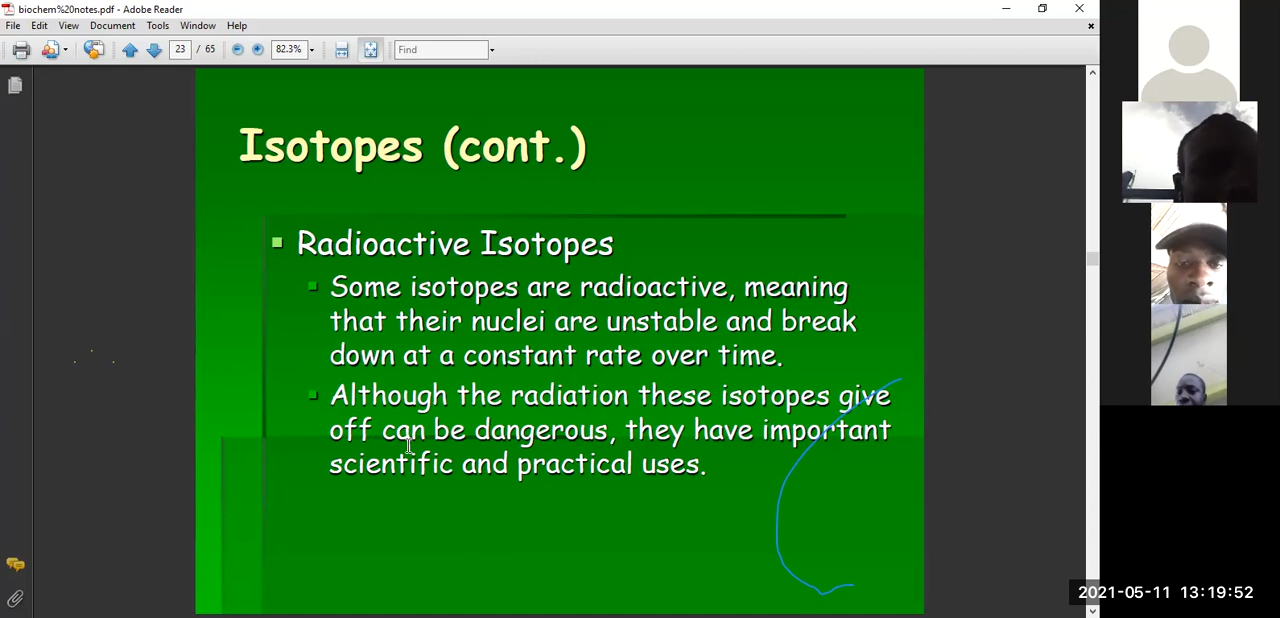 biochem%20notes.pdf - Adobe Reader
File Edit View Document Tools Window Help
23 / 65 82.3% Find
Isotopes (cont.)
Radioactive Isotopes
Some isotopes are radioactive, meaning
that their nuclei are unstable and break
down at a constant rate over time.
Although the radiation these isotopes give
off can be dangerous, they have important
scientific and practical uses.
2021-05-11 13:19:52